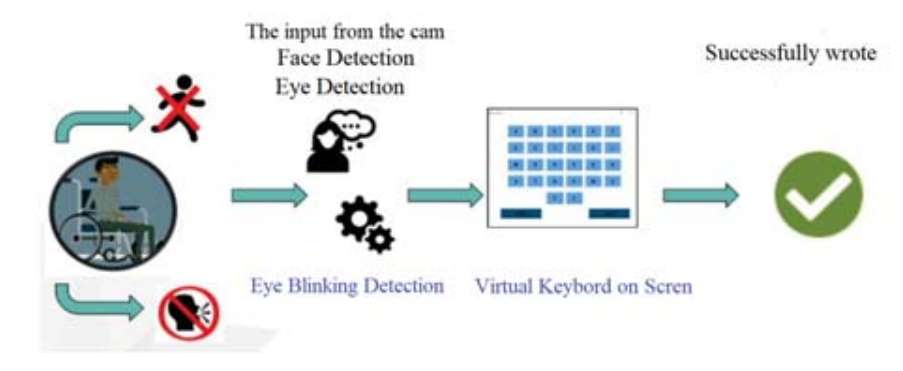 The input from the cam
Face Detection
Eye Detection
Successfully wrote
Eye Blinking Detection
Virtual Keybord on Scren